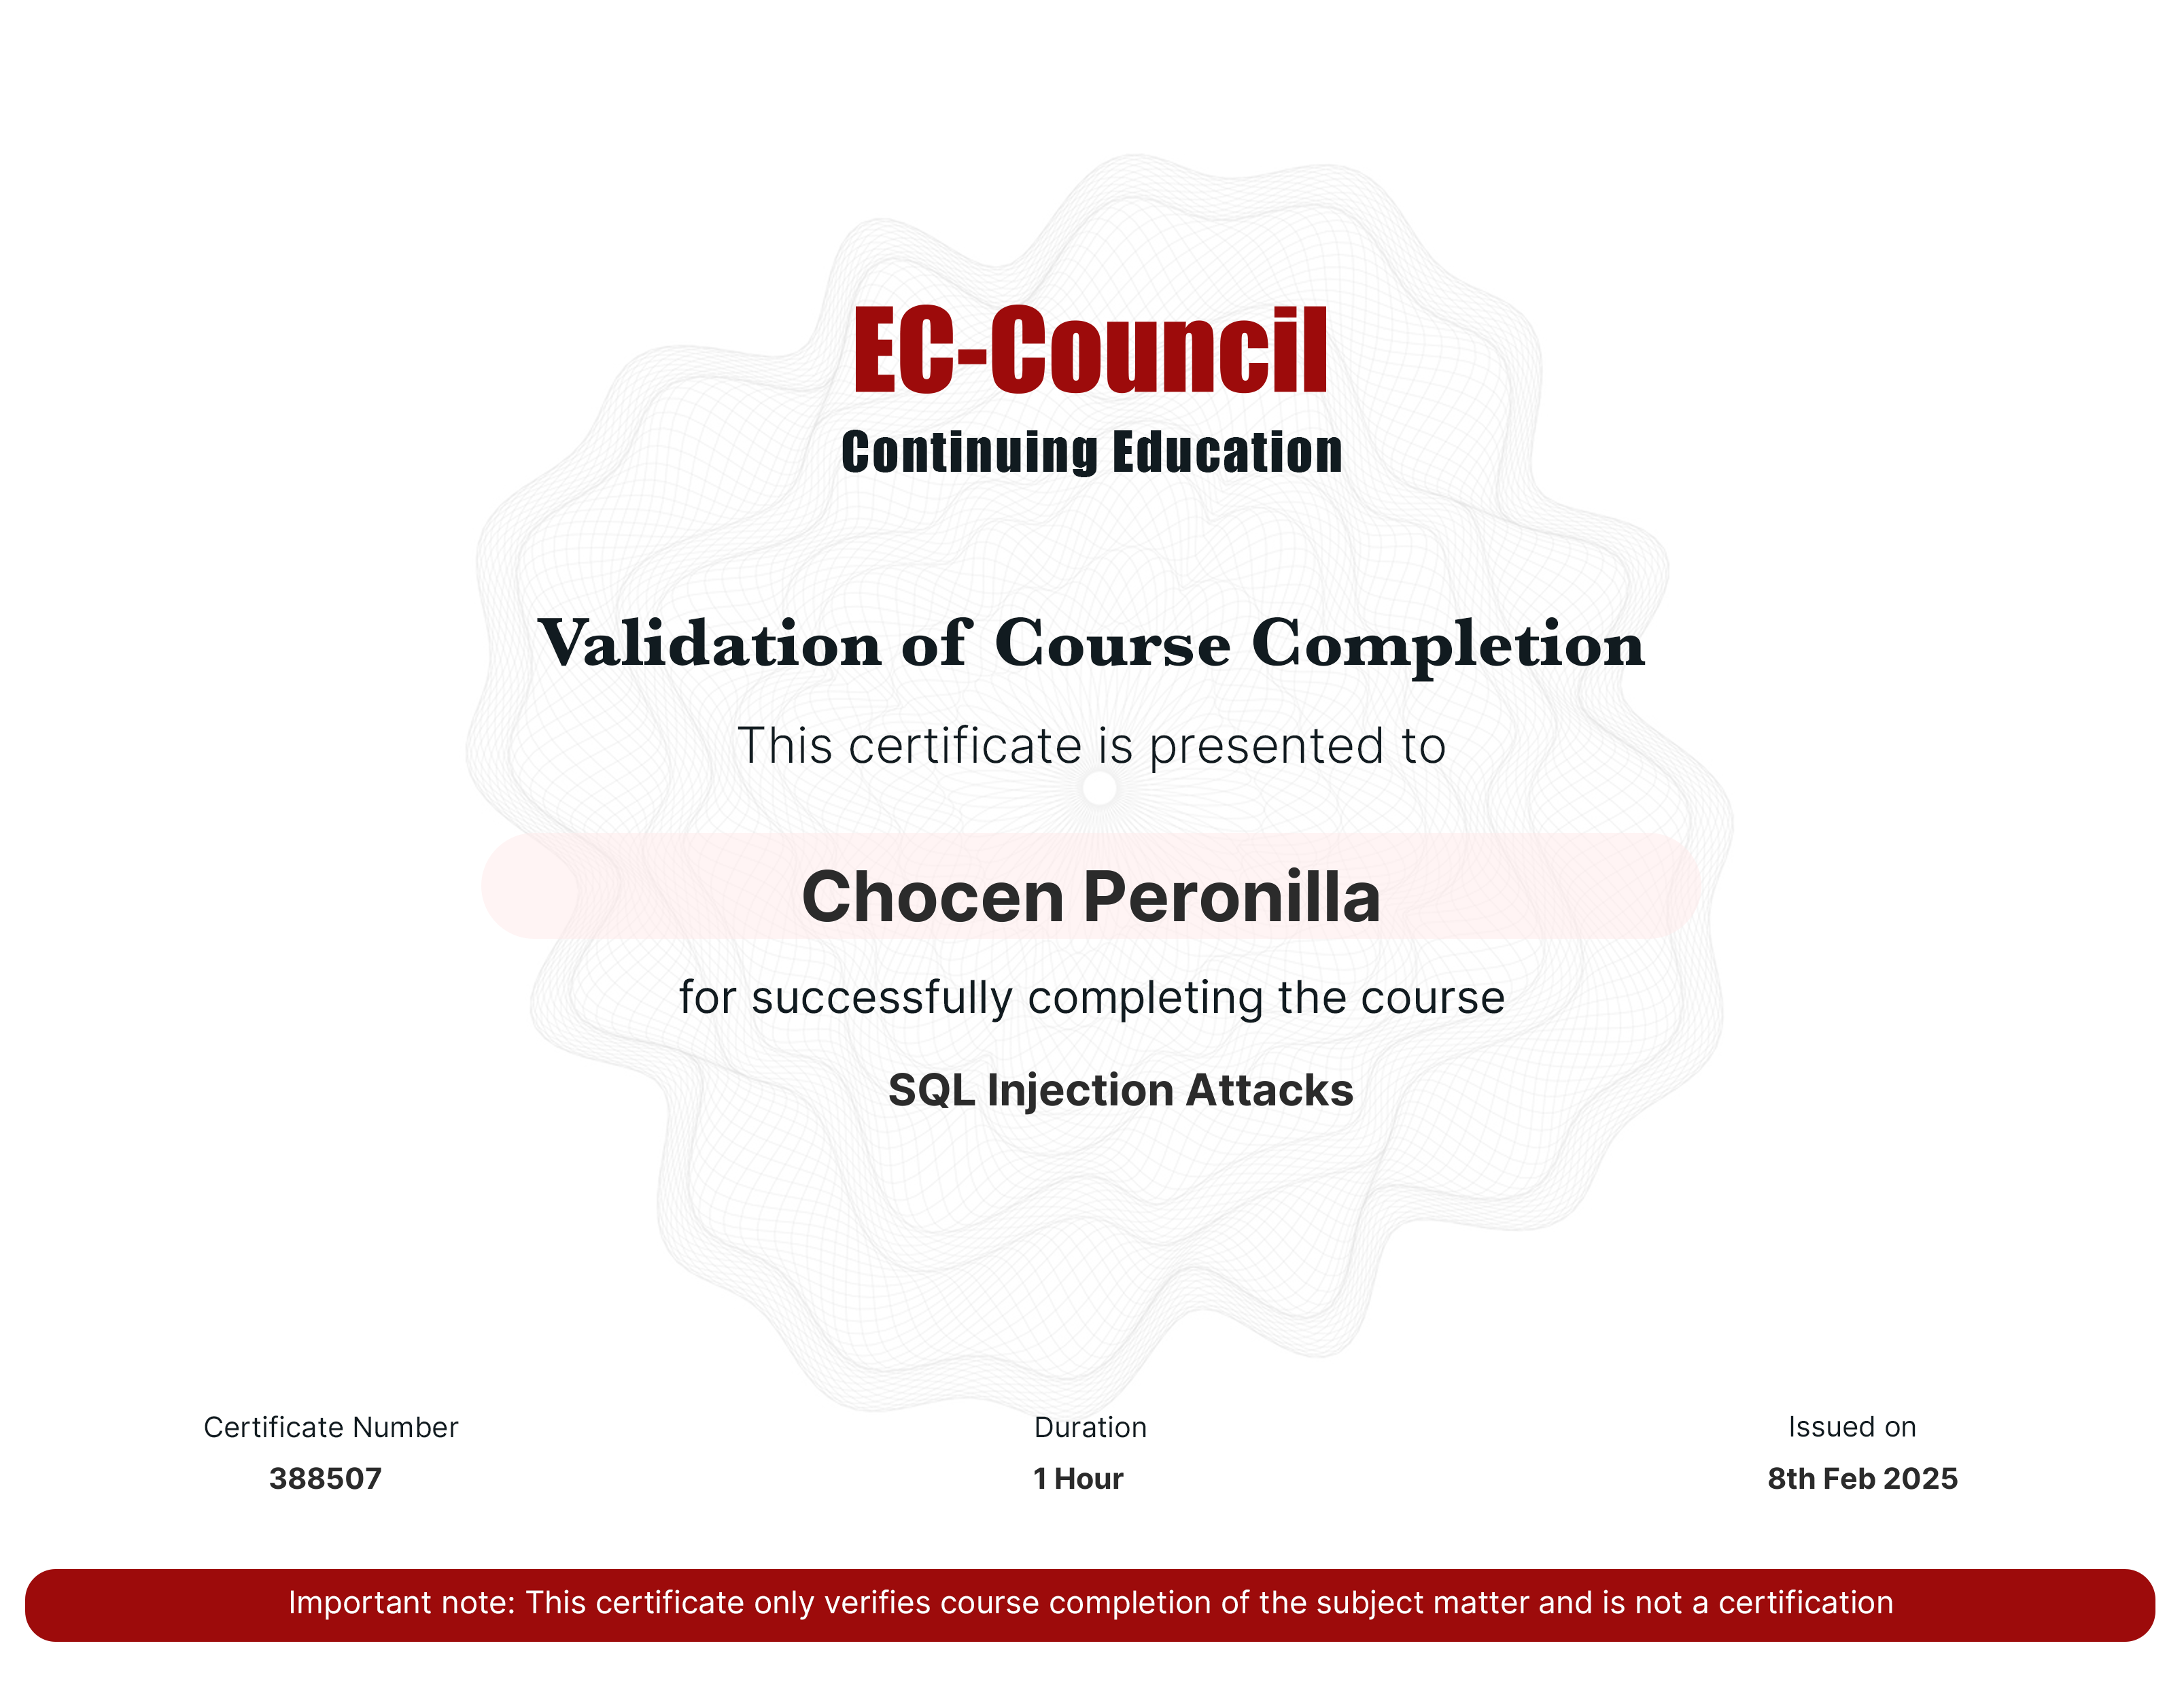 EC-Council
Continuing Education
Validation of Course Completion
This certificate is presented to
Chocen Peronilla
for successfully completing the course
SQL Injection Attacks
Certificate Number
388507
Duration
1 Hour
Issued on
8th Feb 2025
Important note: This certificate only verifies course completion of the subject matter and is not a certification